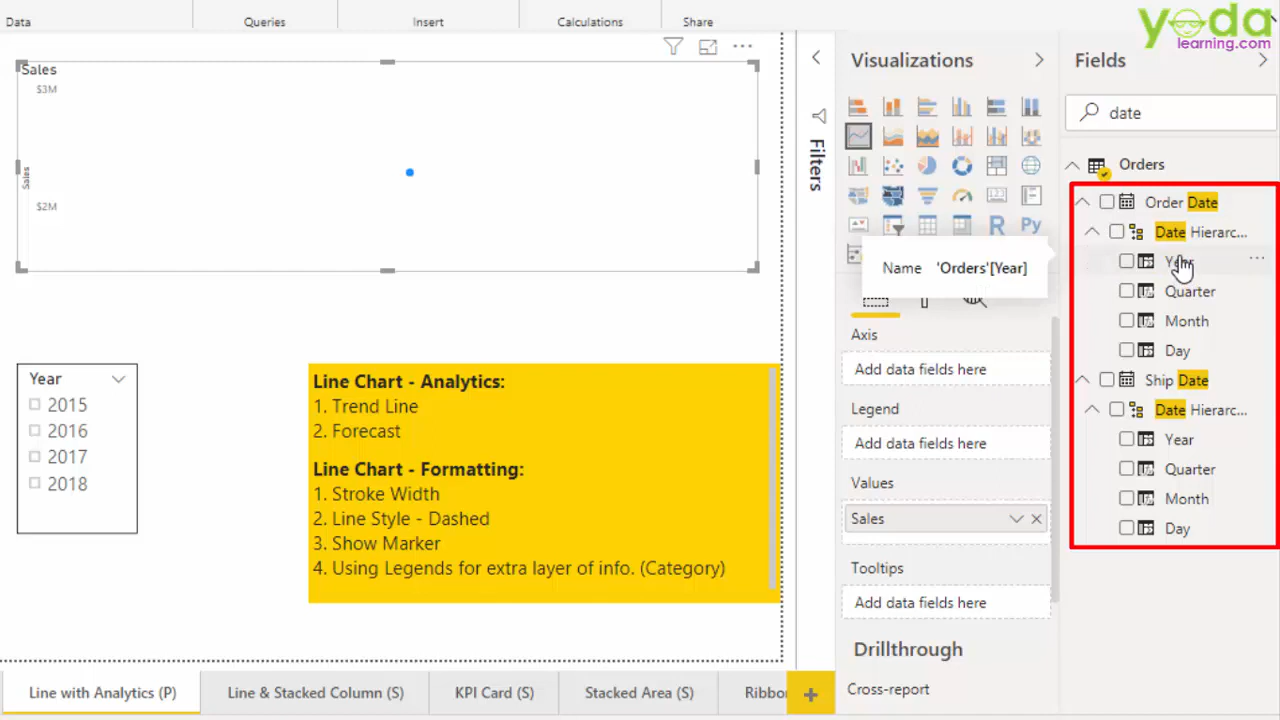 Data
Queries
Insert
Calculations
Share
yoda
learning.com
Sales
$3M
Sales
$2M
Year
2015
2016
2017
2018
Line Chart - Analytics:
1. Trend Line
2. Forecast
Line Chart - Formatting:
1. Stroke Width
2. Line Style - Dashed
3. Show Marker
4. Using Legends for extra layer of info. (Category)
Filters
Visualizations
R
Py
Name 'Orders'[Year]
Axis
Add data fields here
Legend
Add data fields here
Values
Sales
Tooltips
Add data fields here
Drillthrough
Cross-report
Fields
date
Orders
Order Date
Date Hierarc...
Year
Quarter
Month
Day
Ship Date
Date Hierarc...
Year
Quarter
Month
Day
Line with Analytics (P)
Line & Stacked Column (S)
KPI Card (S)
Stacked Area (S)
Ribbo